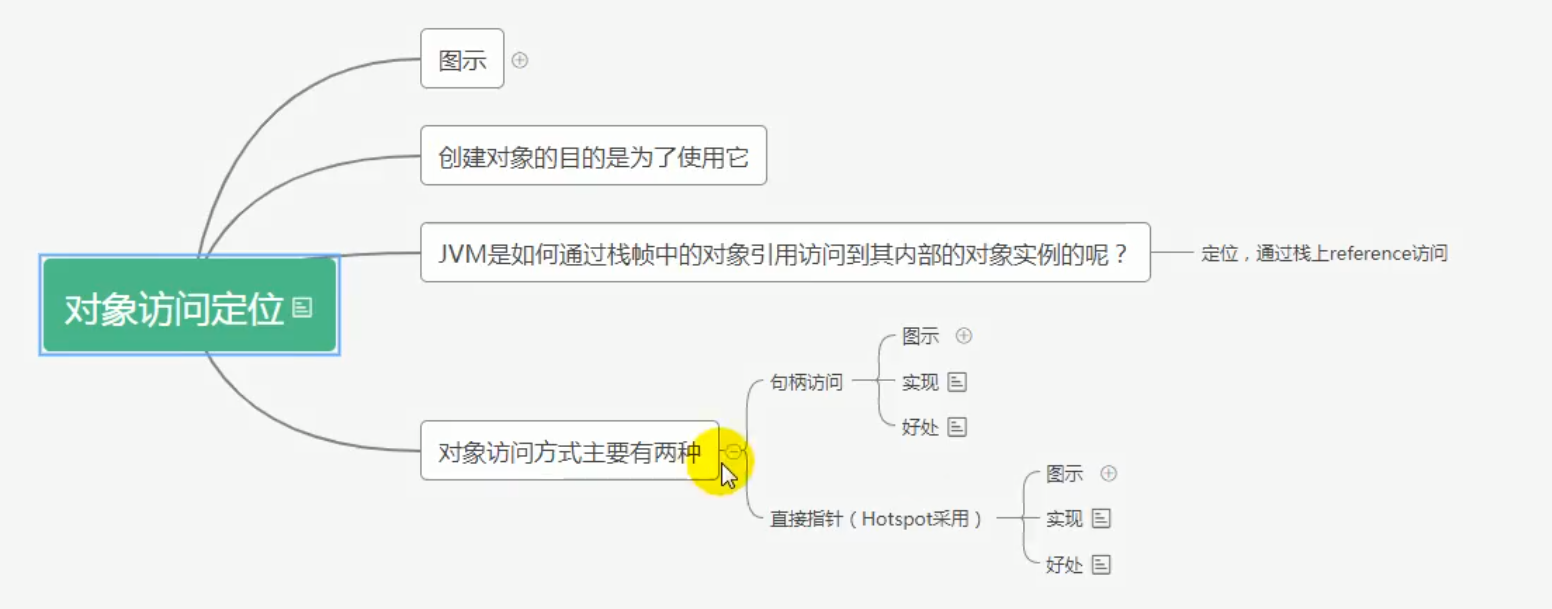 对象访问定位
图示
创建对象的目的是为了使用它
JVM是如何通过栈帧中的对象引用访问到其内部的对象实例的呢？
定位，通过栈上reference访问
对象访问方式主要有两种
句柄访问
图示
实现
好处
直接指针（Hotspot采用）
图示
实现
好处